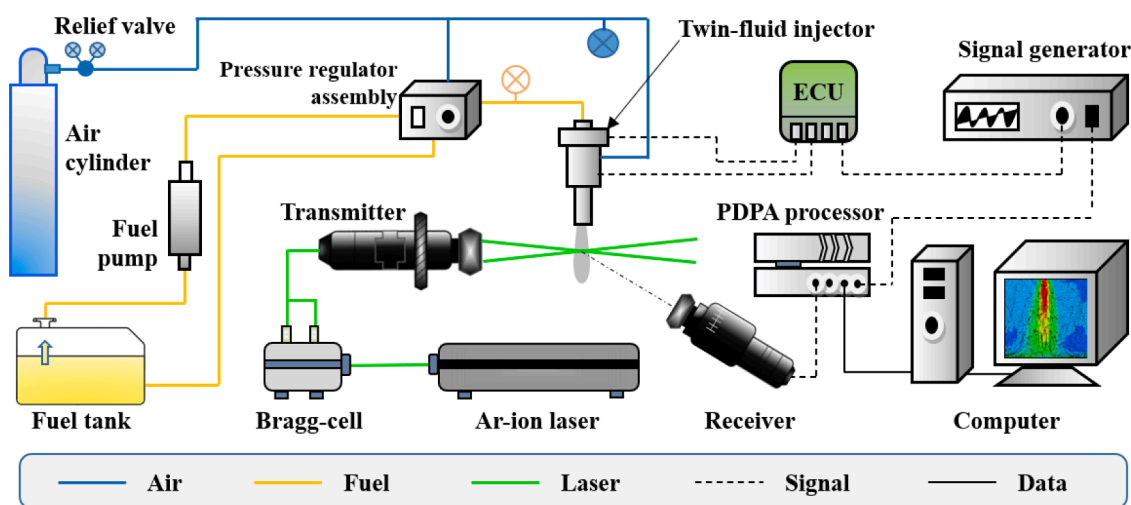 Relief valve
Twin-fluid injector
Signal generator
Pressure regulator
assembly
ECU
Air
cylinder
Transmitter
PDPA processor
Fuel
pump
Fuel tank
Bragg-cell
Ar-ion laser
Receiver
Computer
Air
Fuel
Laser
Signal
Data